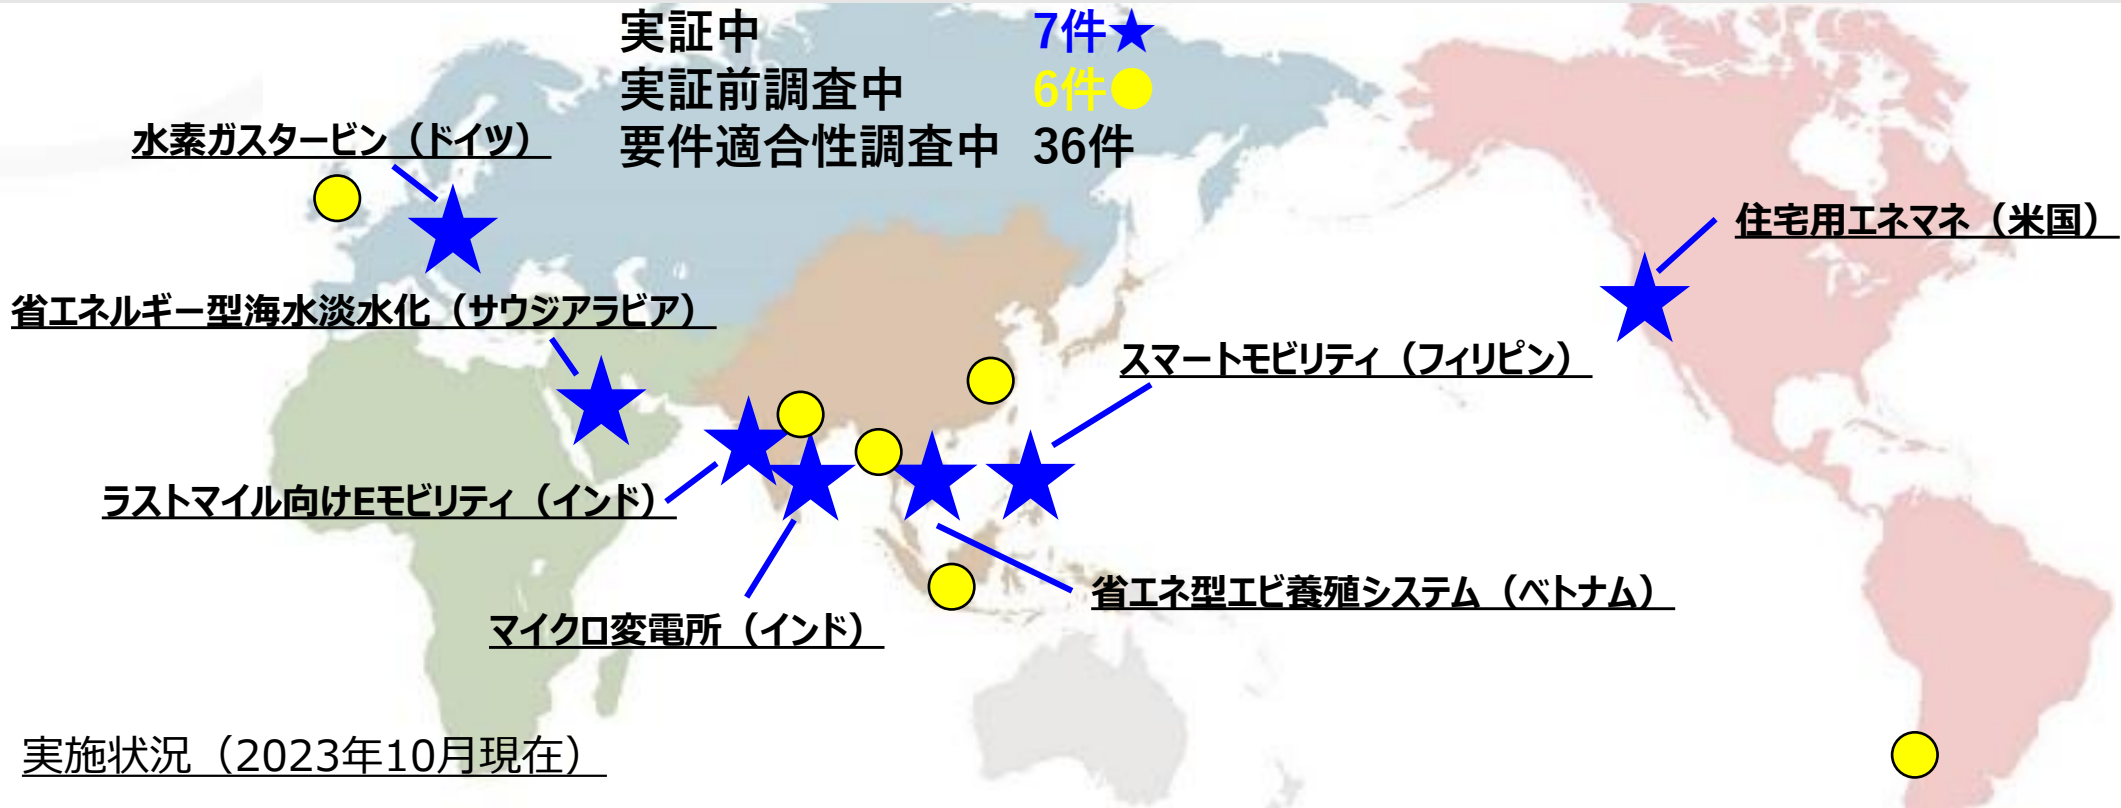 実証中 7件★
実証前調査中 6件●
要件適合性調査中 36件
水素ガスタービン（ドイツ）
住宅用エネマネ（米国）
省エネルギー型海水淡水化（サウジアラビア）
スマートモビリティ（フィリピン）
ラストマイル向けEモビリティ（インド）
省エネ型エビ養殖システム（ベトナム）
マイクロ変電所（インド）
実施状況（2023年10月現在）